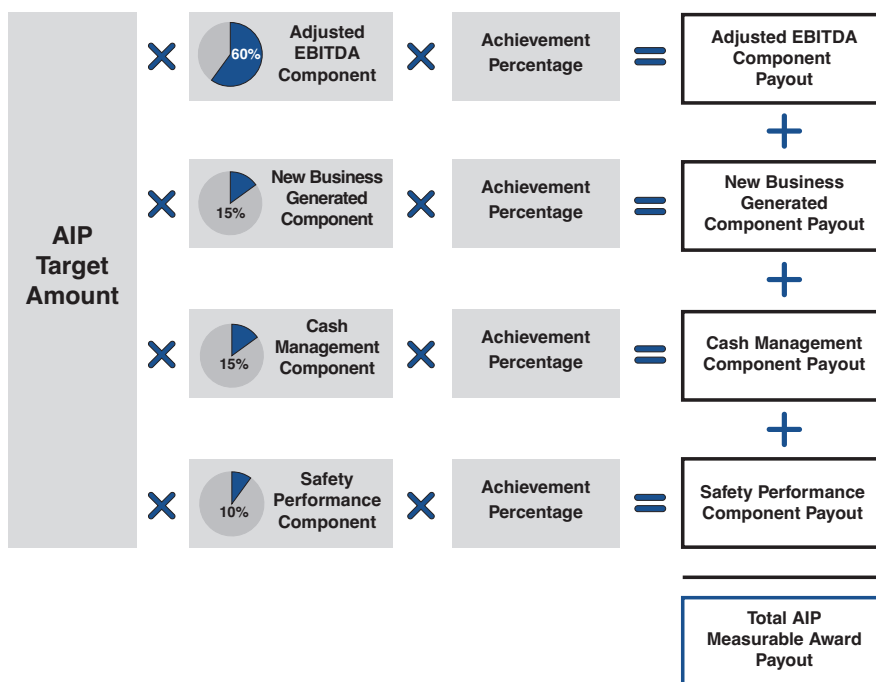 AIP
Target
Amount
60%
Adjusted
EBITDA
Component
Achievement
Percentage
Adjusted EBITDA
Component
Payout
15%
New Business
Generated
Component
Achievement
Percentage
New Business
Generated
Component Payout
15%
Cash
Management
Component
Achievement
Percentage
Cash Management
Component Payout
10%
Safety
Performance
Component
Achievement
Percentage
Safety Performance
Component Payout
Total AIP
Measurable Award
Payout